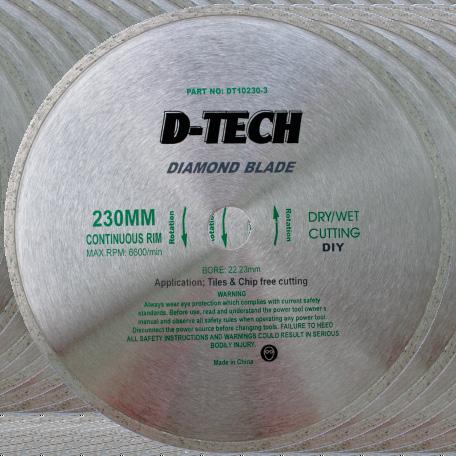 PART NO: DT10230-3
D-TECH
DIAMOND BLADE
230MM
CONTINUOUS RIM
MAX.RPM: 6600/min
Rotation
Rotation
DRY/WET
CUTTING
DIY
BORE: 22.23mm
Application; Tiles & Chip free cutting
WARNING
Always wear eye protection which complies with current safety
standards. Before use, read and understand the power tool owner s
manual and observe all safety rules when operating any power tool.
Disconnect the power source before changing tools. FAILURE TO HEED
ALL SAFETY INSTRUCTIONS AND WARNINGS COULD RESULT IN SERIOUS
BODILY INJURY.
Made in China